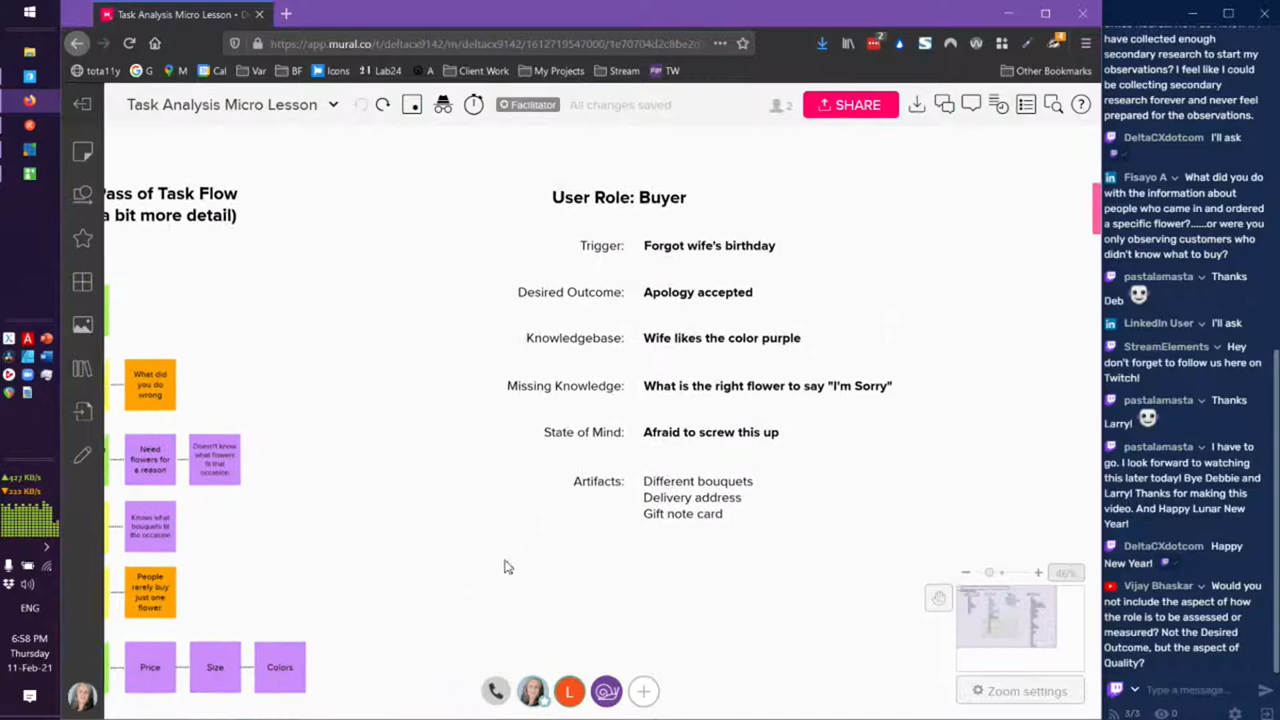 Task Analysis Micro Lesson - D
https://app.mural.co/t/deltacx9142/m/deltacx9142/1612719547000/1e70704d2c8be2d
2
4
tota11y
G
M
Cal
Var
BF
Icons
Lab24
A
Client Work
My Projects
Stream
TW
Other Bookmarks
Task Analysis Micro Lesson
Facilitator
All changes saved
2
SHARE
Pass of Task Flow
a bit more detail)
What did
you do
wrong
Need
flowers for
a reason
Doesn't know
what flowers
fit that
occasion
Knows what
bouquets fit
the occasion
People
rarely buy
just one
flower.
Price
Size
Colors
User Role: Buyer
Trigger: Forgot wife's birthday
Desired Outcome: Apology accepted
Knowledgebase: Wife likes the color purple
Missing Knowledge: What is the right flower to say "I'm Sorry"
State of Mind: Afraid to screw this up
Artifacts: Different bouquets
Delivery address
Gift note card
46%
Zoom settings
L
427 KB/s
223 KB/s
ENG
6:58 PM
11-Feb-21
have collected enough
secondary research to start my
observations? I feel like I could
be collecting secondary
research forever and never feel
prepared for the observations.
DeltaCXdotcom I'll ask
Fisayo A What did you do
with the information about
people who came in and ordered
a specific flower?......or were you
only observing customers who
didn't know what to buy?
pastalamasta Thanks
Deb
LinkedIn User I'll ask
StreamElements Hey
don't forget to follow us here on
Twitch!
pastalamasta Thanks
Larry!
pastalamasta I have to
go. I look forward to watching
this later today! Bye Debbie and
Larry! Thanks for making this
video. And Happy Lunar New
Year!
DeltaCXdotcom Happy
New Year!
Vijay Bhaskar Would you
not include the aspect of how
the role is to be assessed or
measured? Not the Desired
Outcome, but the aspect of
Quality?
Type a message...
3/3
0